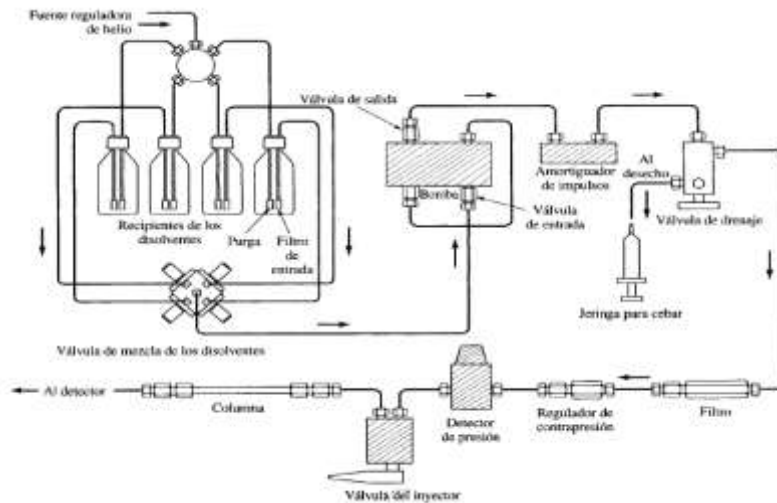 Fuente reguladora
de helio
Válvula de salida
Bomba
Amortiguador
de impulsos
Al
desecho
Válvula de drenaje
Válvula
de entrada
Recipientes de los
disolventes
Purga
Filtro
de
entrada
Jeringa para cebar
Válvula de mezcla de los disolventes
Al detector
Columna
Detector
de presión
Regulador de
contrapresión
Filtro
Válvula del inyector